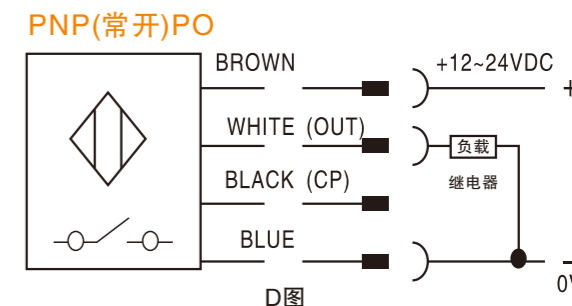 PNP(常开)PO
BROWN
+12~24VDC
+
WHITE (OUT)
负载
BLACK (CP)
继电器
BLUE
0V
D图